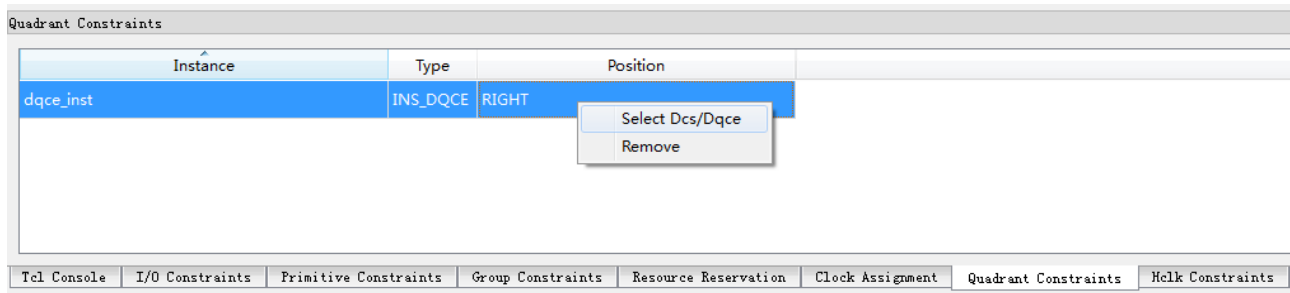 Quadrant Constraints
Instance Type Position
dqce_inst INS_DQCE RIGHT
Select Dcs/Dqce
Remove
Tcl Console I/O Constraints Primitive Constraints Group Constraints Resource Reservation Clock Assignment Quadrant Constraints Hclk Constraints